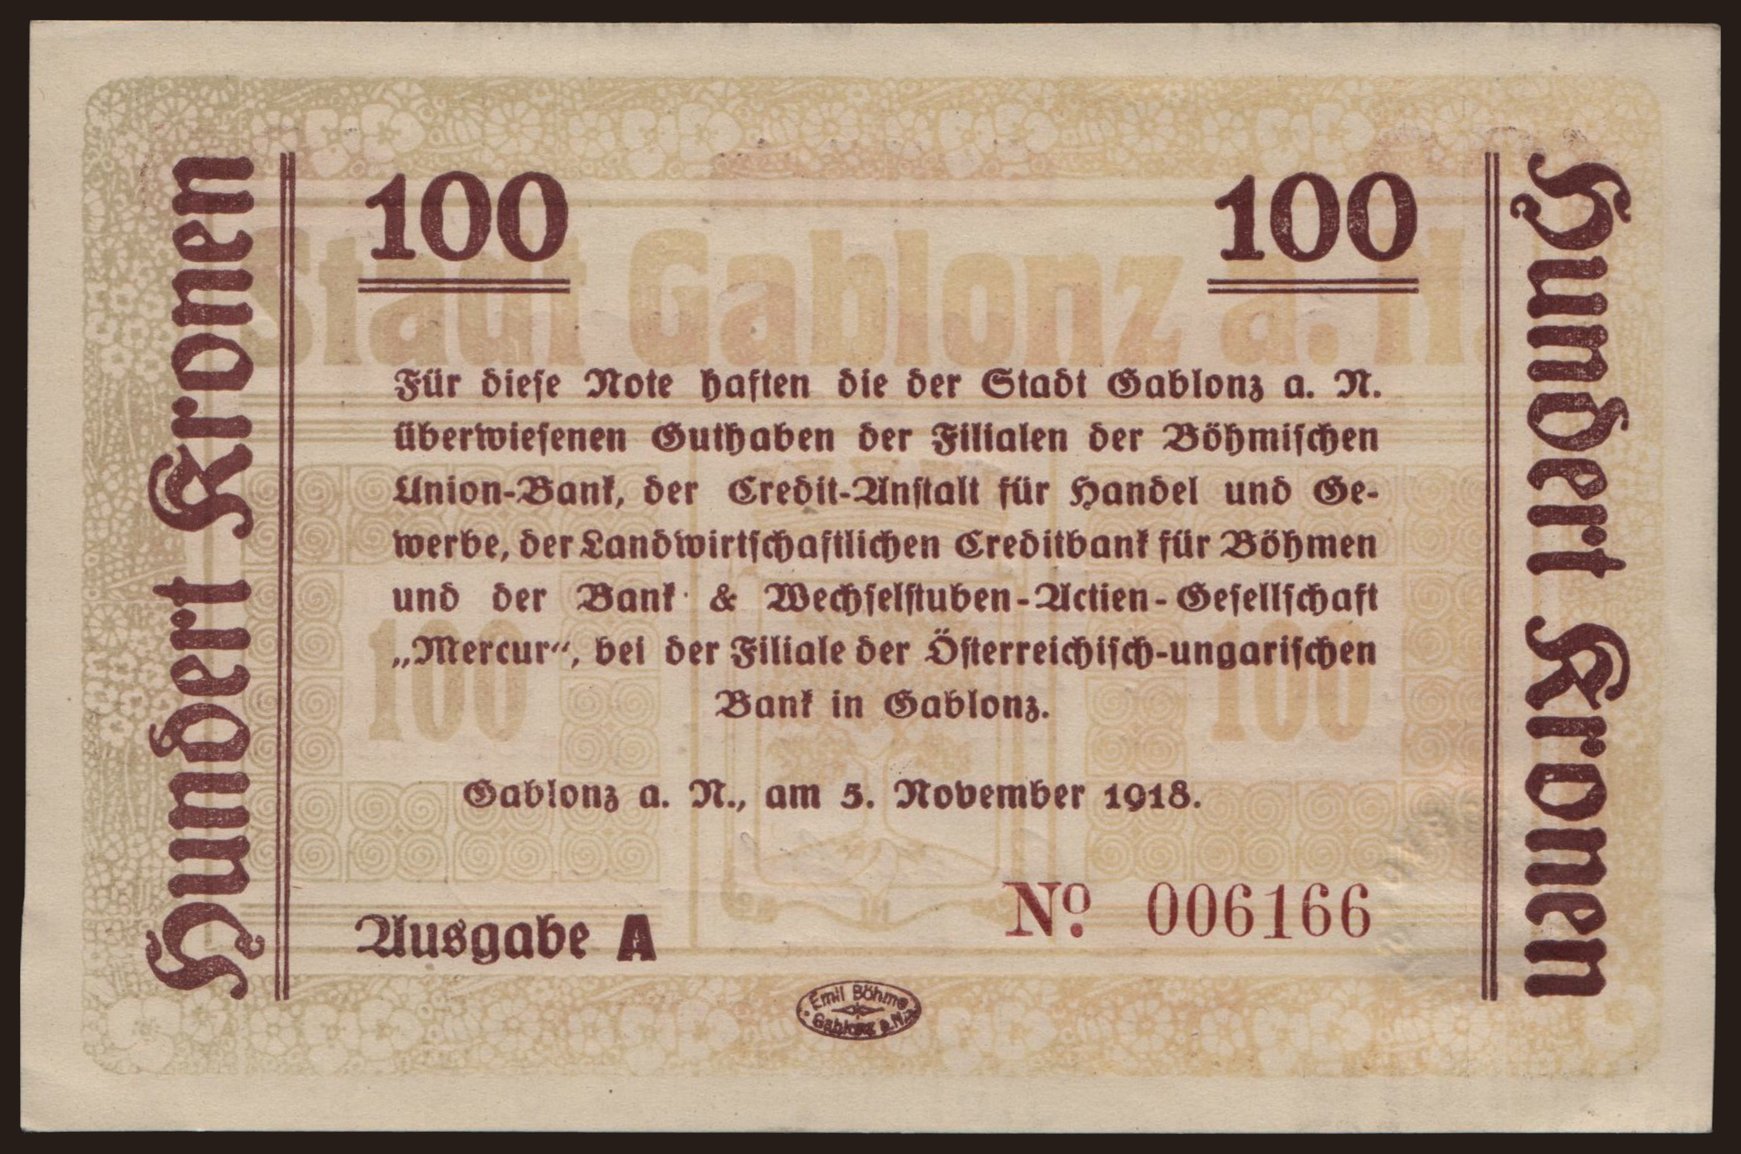 Hundert Kronen
100
100
Hundert Kronen
Stadt Gablonz a. N.
Für diese Note haften die der Stadt Gablonz a. N.
überwiesenen Guthaben der Filialen der Böhmischen
Union-Bank, der Credit-Anstalt für Handel und Ge-
werbe, der Landwirtschaftlichen Creditbank für Böhmen
und der Bank & Wechselstuben-Actien-Gesellschaft
„Mercur“, bei der Filiale der Österreichisch-ungarischen
Bank in Gablonz.
100
100
Gablonz a. N., am 5. November 1918.
Ausgabe A
No. 006166
Emil Böhme
Gablonz a. N.